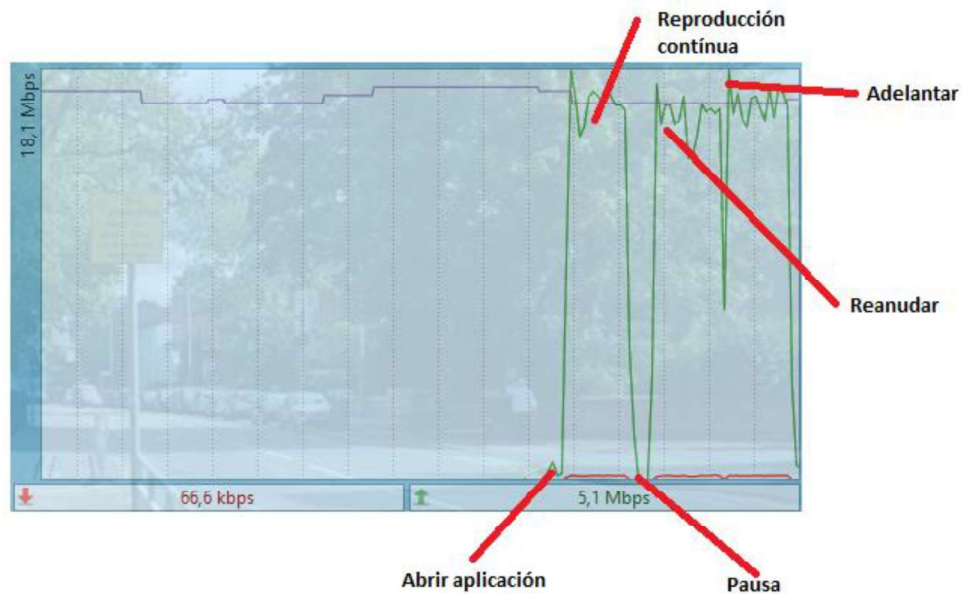 Reproducción
contínua
Adelantar
18,1 Mbps
Reanudar
66,6 kbps
5,1 Mbps
Abrir aplicación
Pausa